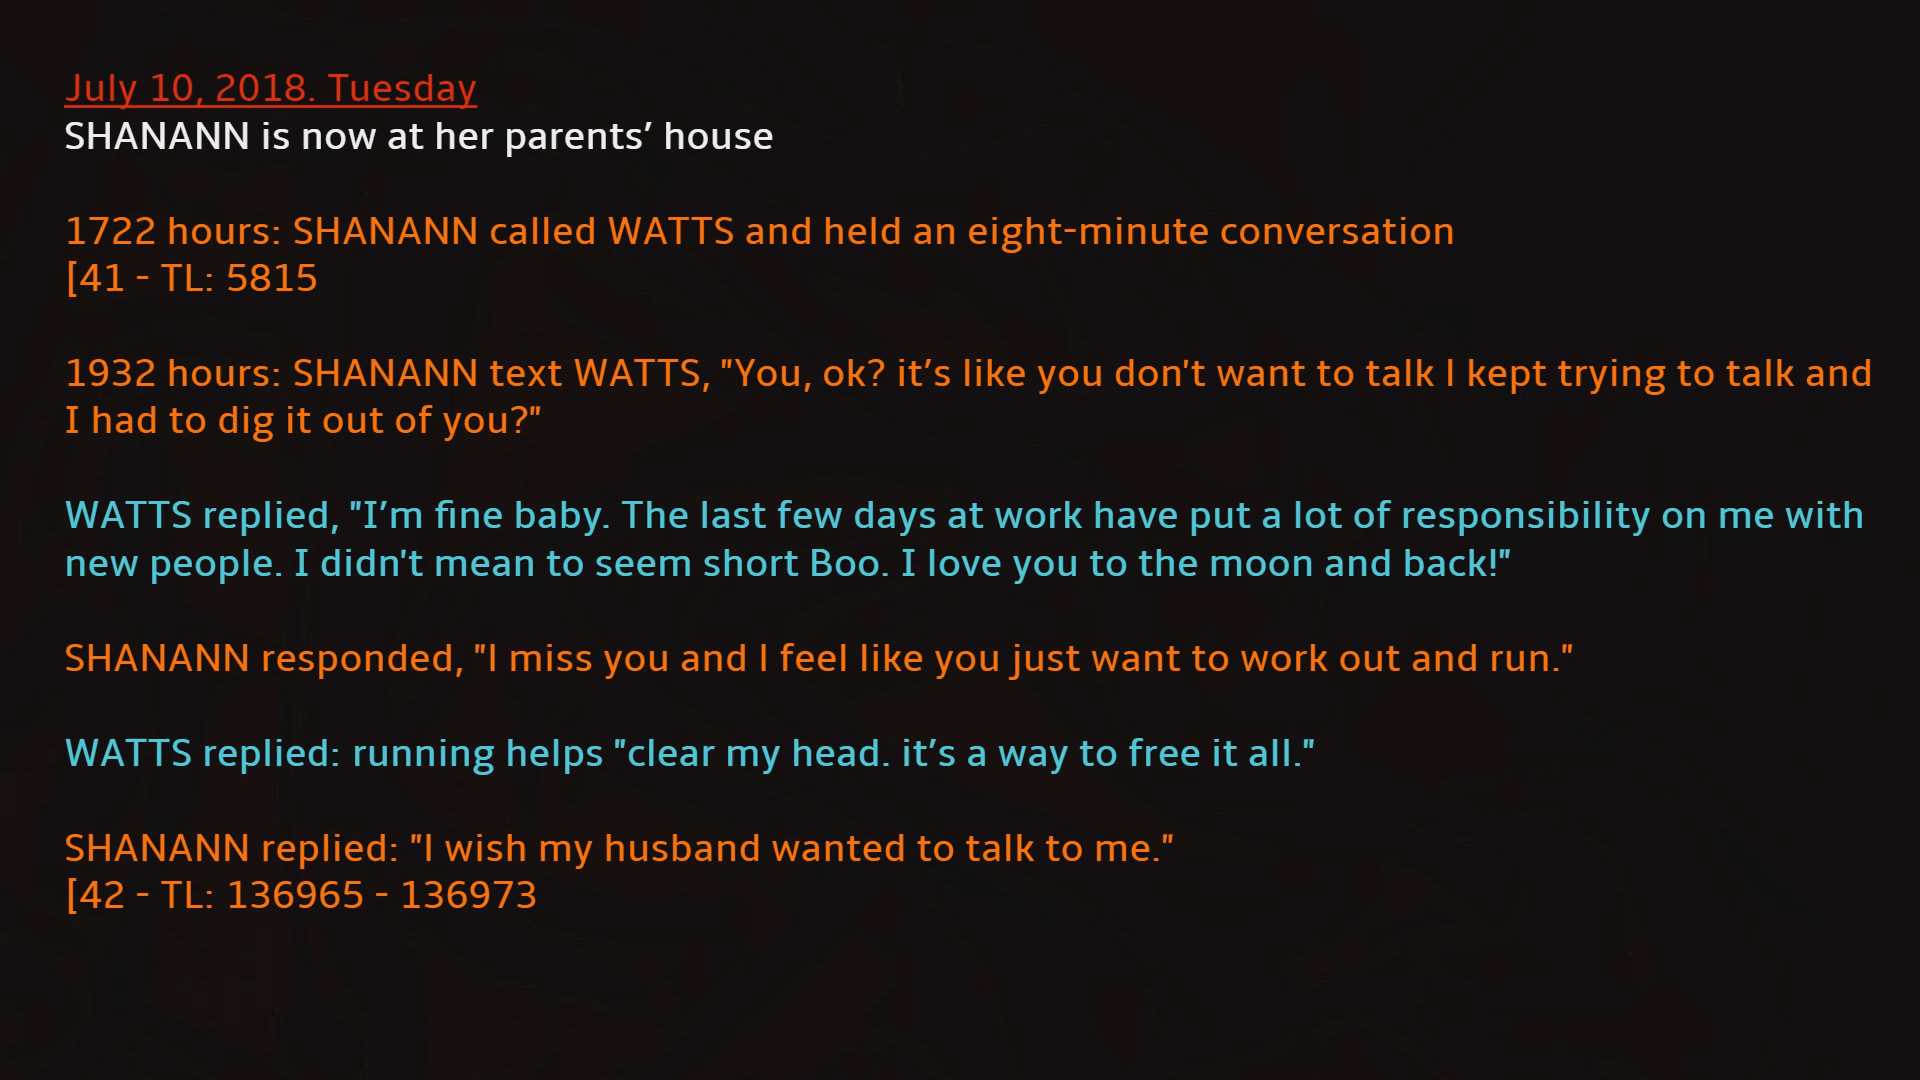 July 10, 2018. Tuesday
SHANANN is now at her parents’ house
1722 hours: SHANANN called WATTS and held an eight-minute conversation
[41 - TL: 5815
1932 hours: SHANANN text WATTS, "You, ok? it’s like you don't want to talk I kept trying to talk and
I had to dig it out of you?"
WATTS replied, "I’m fine baby. The last few days at work have put a lot of responsibility on me with
new people. I didn't mean to seem short Boo. I love you to the moon and back!"
SHANANN responded, "I miss you and I feel like you just want to work out and run."
WATTS replied: running helps "clear my head. it’s a way to free it all."
SHANANN replied: "I wish my husband wanted to talk to me."
[42 - TL: 136965 - 136973